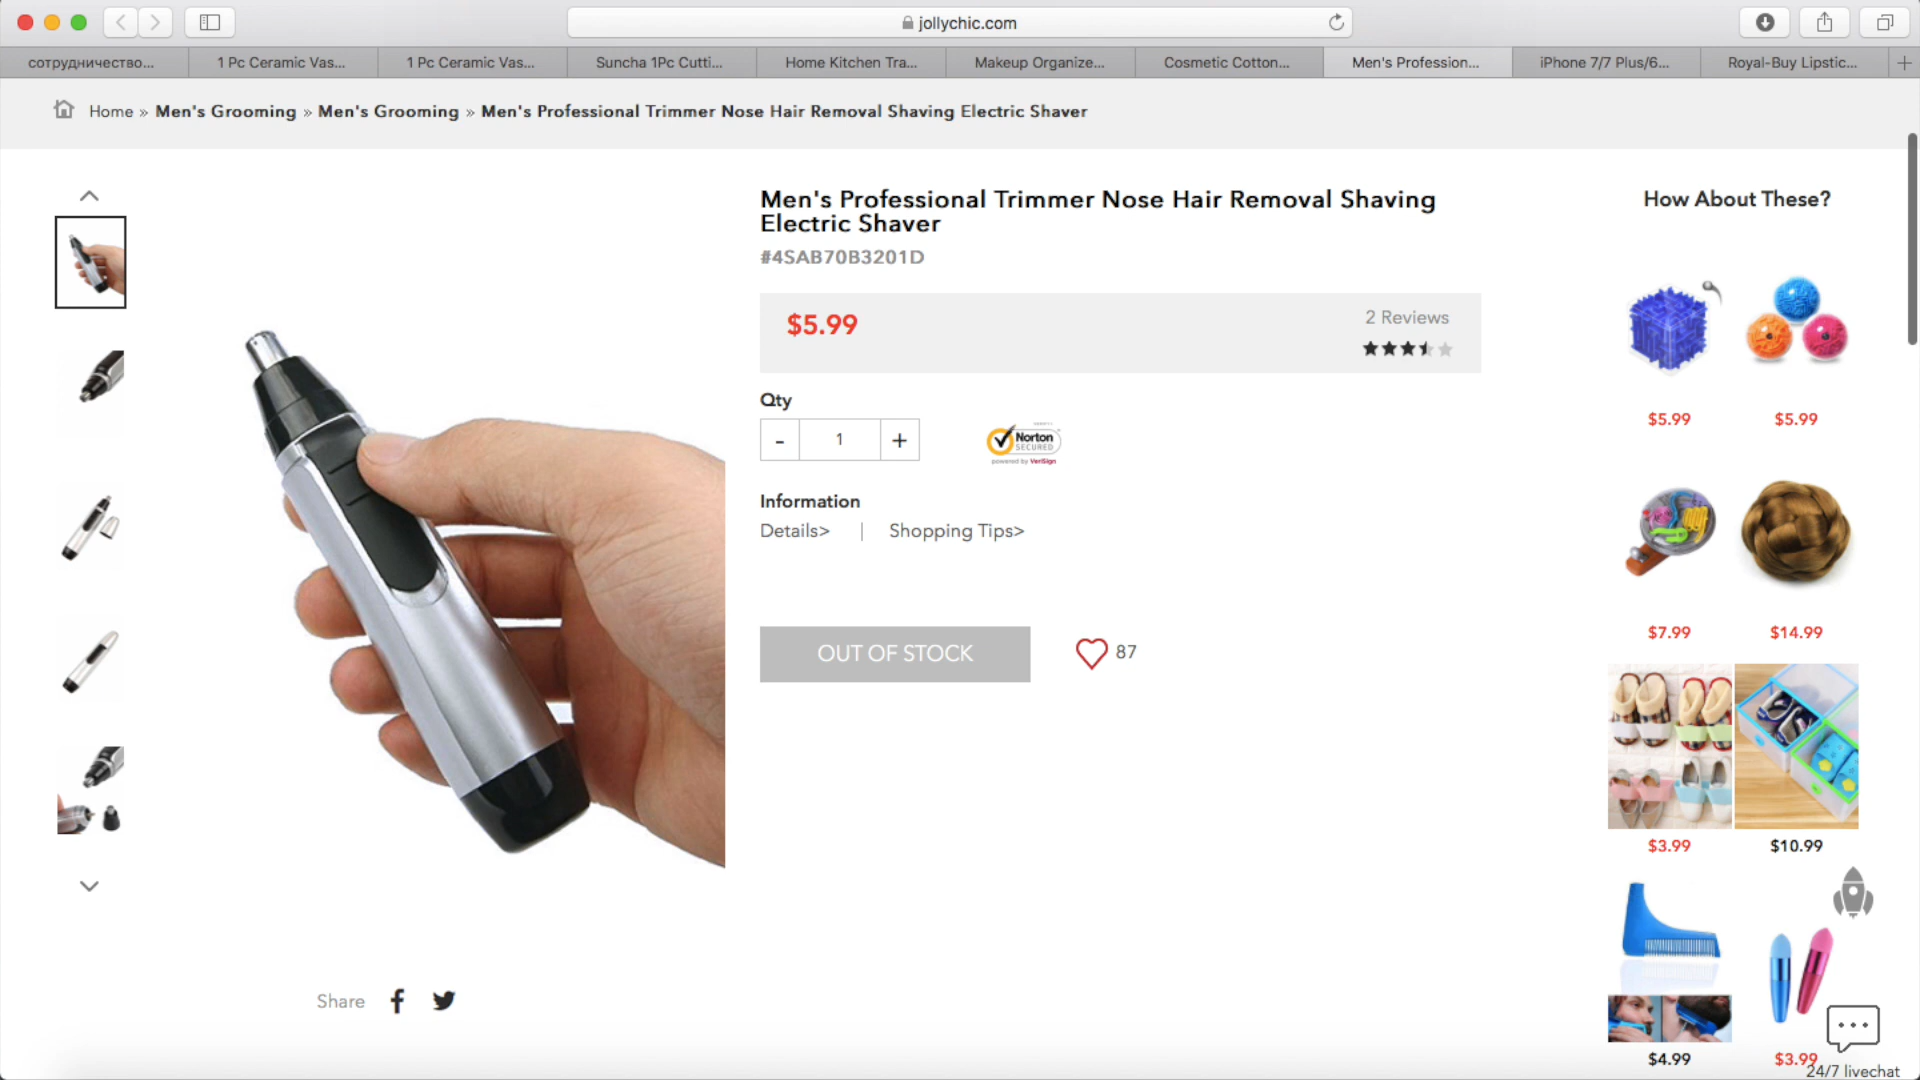 jollychic.com
сотрудничество...
1 Pc Ceramic Vas...
1 Pc Ceramic Vas...
Suncha 1Pc Cutti...
Home Kitchen Tra...
Makeup Organize...
Cosmetic Cotton...
Men's Profession...
iPhone 7/7 Plus/6...
Royal-Buy Lipstic...
Home » Men's Grooming » Men's Grooming » Men's Professional Trimmer Nose Hair Removal Shaving Electric Shaver
Men's Professional Trimmer Nose Hair Removal Shaving
Electric Shaver
#4SAB70B3201D
$5.99
2 Reviews
Qty
- 1 +
Norton
SECURED
powered by VeriSign
Information
Details> | Shopping Tips>
OUT OF STOCK
87
Share
How About These?
$5.99 $5.99
$7.99 $14.99
$3.99 $10.99
$4.99 $3.99
24/7 livechat